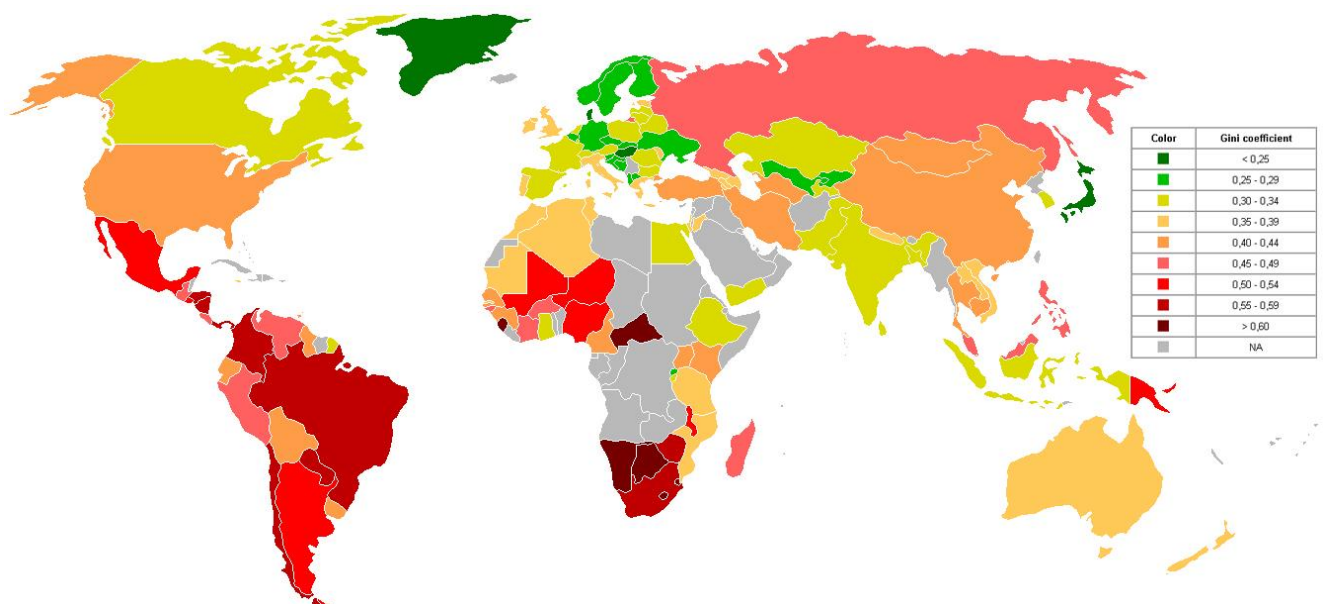 Color Gini coefficient
< 0,25
0,25 - 0,29
0,30 - 0,34
0,35 - 0,39
0,40 - 0,44
0,45 - 0,49
0,50 - 0,54
0,55 - 0,59
> 0,60
NA